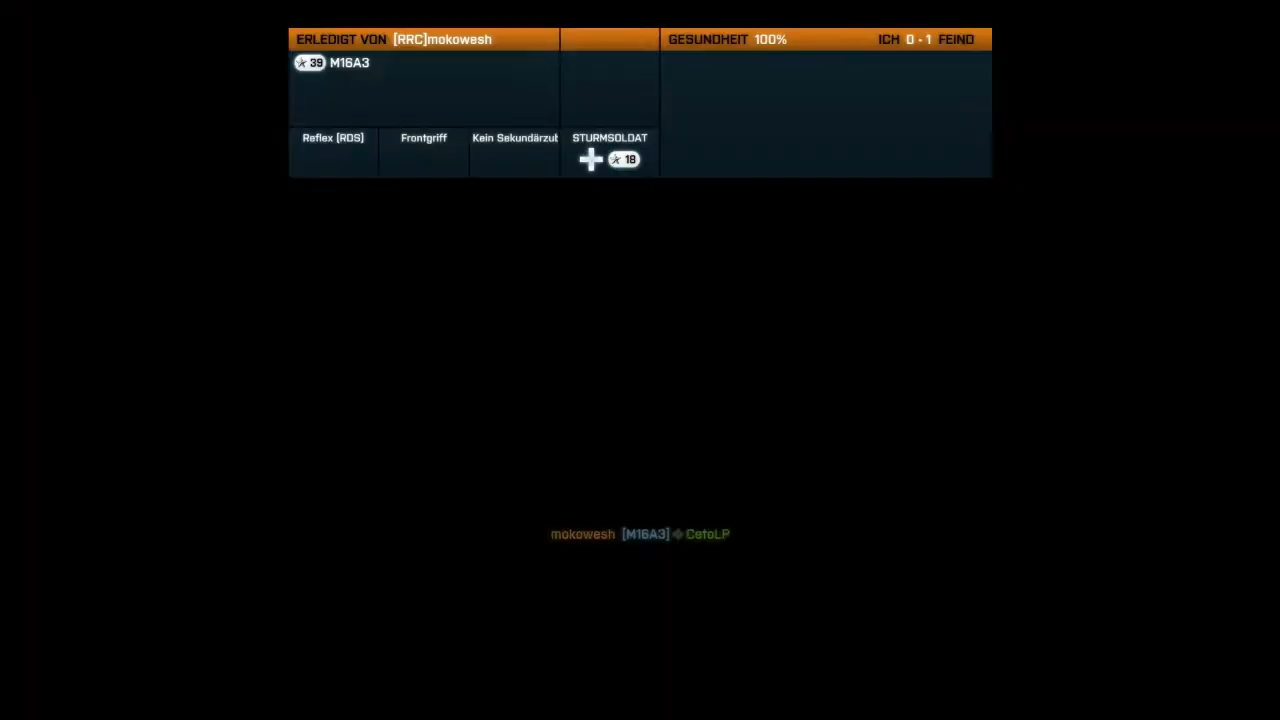 ERLEDIGT VON [RRC]mokowesh GESUNDHEIT 100% ICH 0 - 1 FEIND
39 M16A3
Reflex [RDS] Frontgriff Kein Sekundärzub STURMSOLDAT
18
mokowesh [M16A3] CetoLP